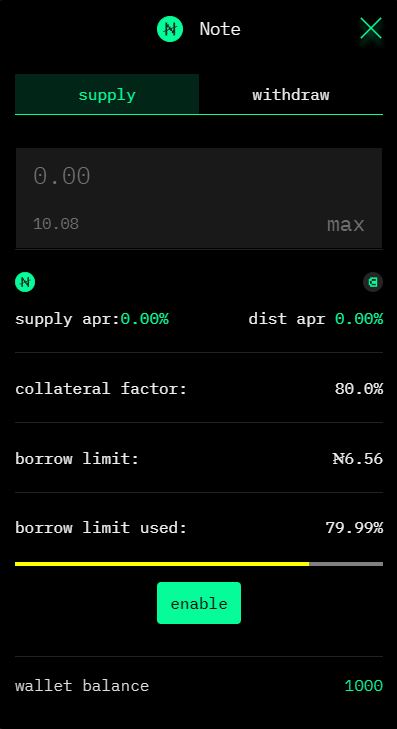 Note
supply withdraw
0.00
10.08 max
supply apr:0.00% dist apr 0.00%
collateral factor: 80.0%
borrow limit: ₦6.56
borrow limit used: 79.99%
enable
wallet balance 1000